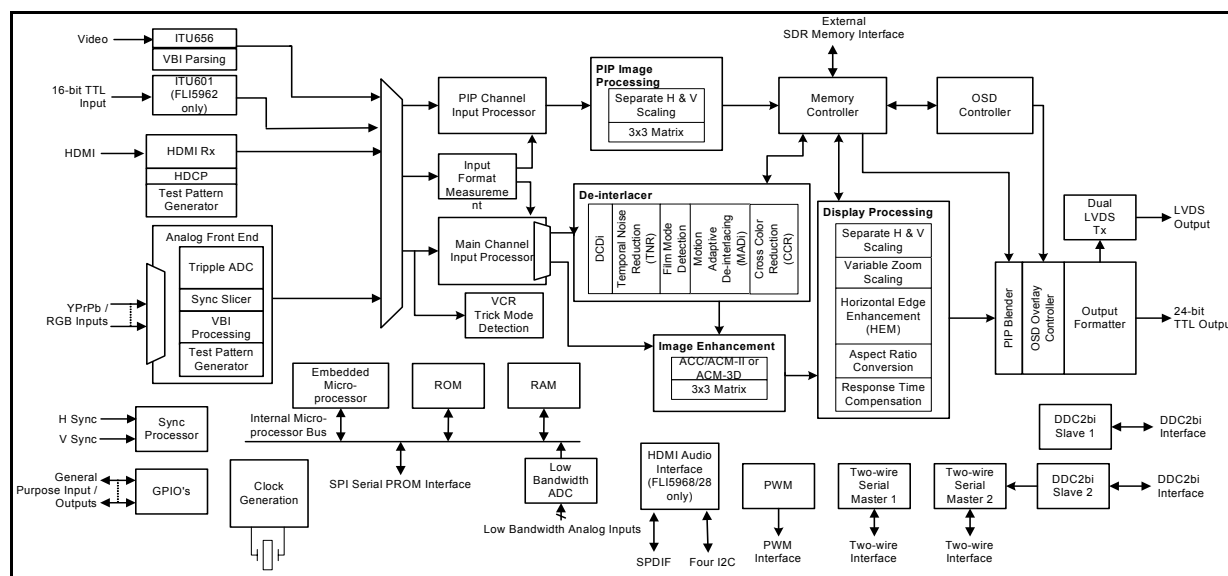 Video
ITU656
VBI Parsing
16-bit TTL
Input
ITU601
(FLI5962
only)
HDMI
HDMI Rx
HDCP
Test Pattern
Generator
Analog Front End
Tripple ADC
Sync Slicer
VBI
Processing
Test Pattern
Generator
YPrPb /
RGB Inputs
H Sync
V Sync
Sync
Processor
General
Purpose Input /
Outputs
GPIO's
Clock
Generation
PIP Channel
Input Processor
Input
Format
Measureme
nt
Main Channel
Input Processor
VCR
Trick Mode
Detection
PIP Image
Processing
Separate H & V
Scaling
3x3 Matrix
External
SDR Memory Interface
Memory
Controller
OSD
Controller
De-interlacer
DCDi
Temporal Noise
Reduction
(TNR)
Film Mode
Detection
Motion
Adaptive
De-interlacing
(MADi)
Cross Color
Reduction
(CCR)
Image Enhancement
ACC/ACM-II or
ACM-3D
3x3 Matrix
Display Processing
Separate H & V
Scaling
Variable Zoom
Scaling
Horizontal Edge
Enhancement
(HEM)
Aspect Ratio
Conversion
Response Time
Compensation
PIP Blender
OSD Overlay
Controller
Output
Formatter
Dual
LVDS
Tx
LVDS
Output
24-bit
TTL Output
Embedded
Micro-
processor
ROM
RAM
Internal Micro-
processor Bus
SPI Serial PROM Interface
Low
Bandwidth
ADC
Low Bandwidth Analog Inputs
HDMI Audio
Interface
(FLI5968/28
only)
SPDIF
Four I2C
PWM
PWM
Interface
Two-wire
Serial
Master 1
Two-wire
Interface
Two-wire
Serial
Master 2
Two-wire
Interface
DDC2bi
Slave 1
DDC2bi
Interface
DDC2bi
Slave 2
DDC2bi
Interface